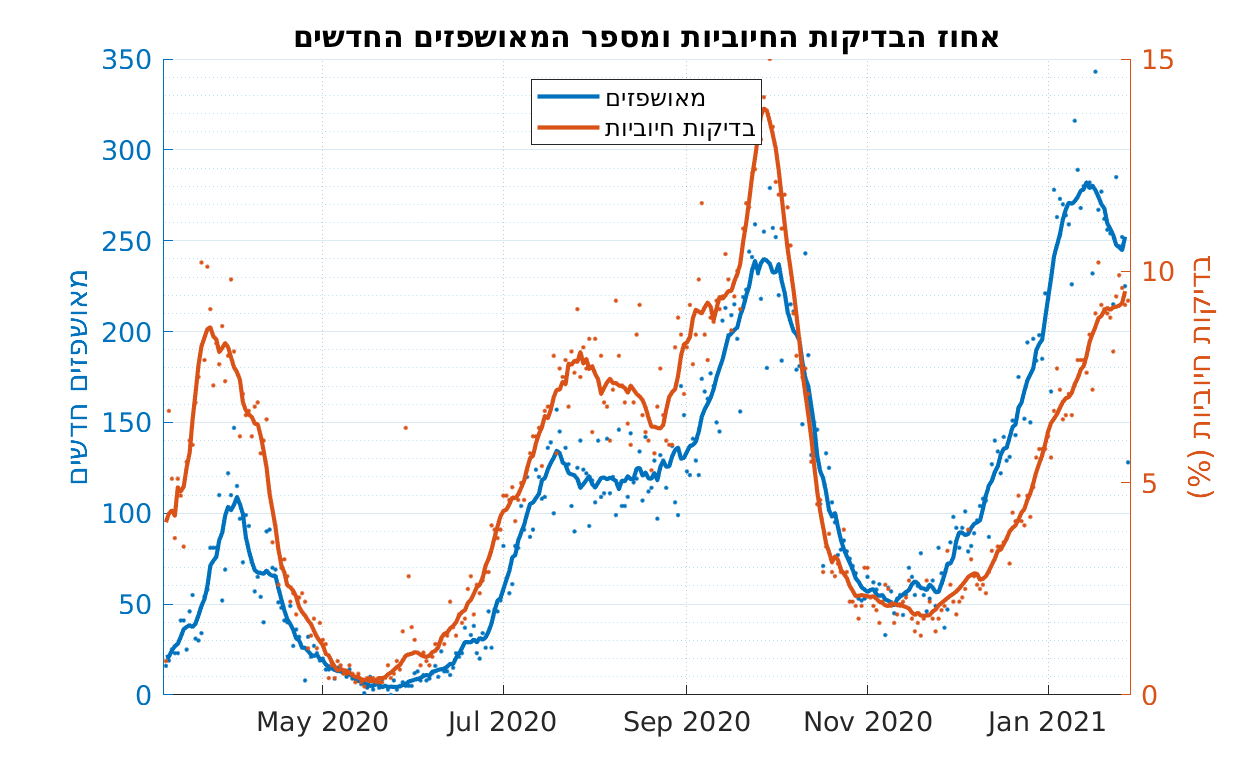 אחוז הבדיקות החיוביות ומספר המאושפזים החדשים
מאושפזים
בדיקות חיוביות
מאושפזים חדשים
350
300
250
200
150
100
50
0
בדיקות חיוביות (%)
15
10
5
0
May 2020
Jul 2020
Sep 2020
Nov 2020
Jan 2021